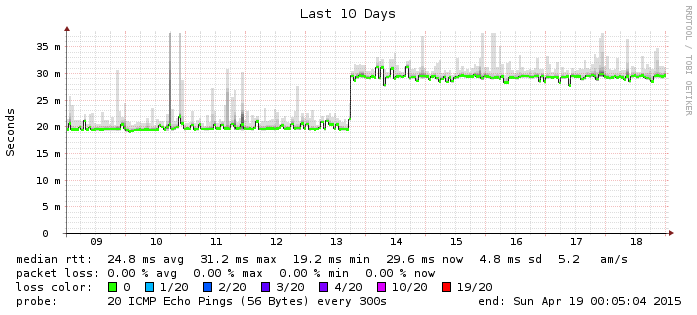 Last 10 Days
RRDTOOL / TOBI OETIKER
Seconds
35 m
30 m
25 m
20 m
15 m
10 m
5 m
0
09 10 11 12 13 14 15 16 17 18
median rtt: 24.8 ms avg 31.2 ms max 19.2 ms min 29.6 ms now 4.8 ms sd 5.2 am/s
packet loss: 0.00 % avg 0.00 % max 0.00 % min 0.00 % now
loss color: 0 1/20 2/20 3/20 4/20 10/20 19/20
probe: 20 ICMP Echo Pings (56 Bytes) every 300s end: Sun Apr 19 00:05:04 2015